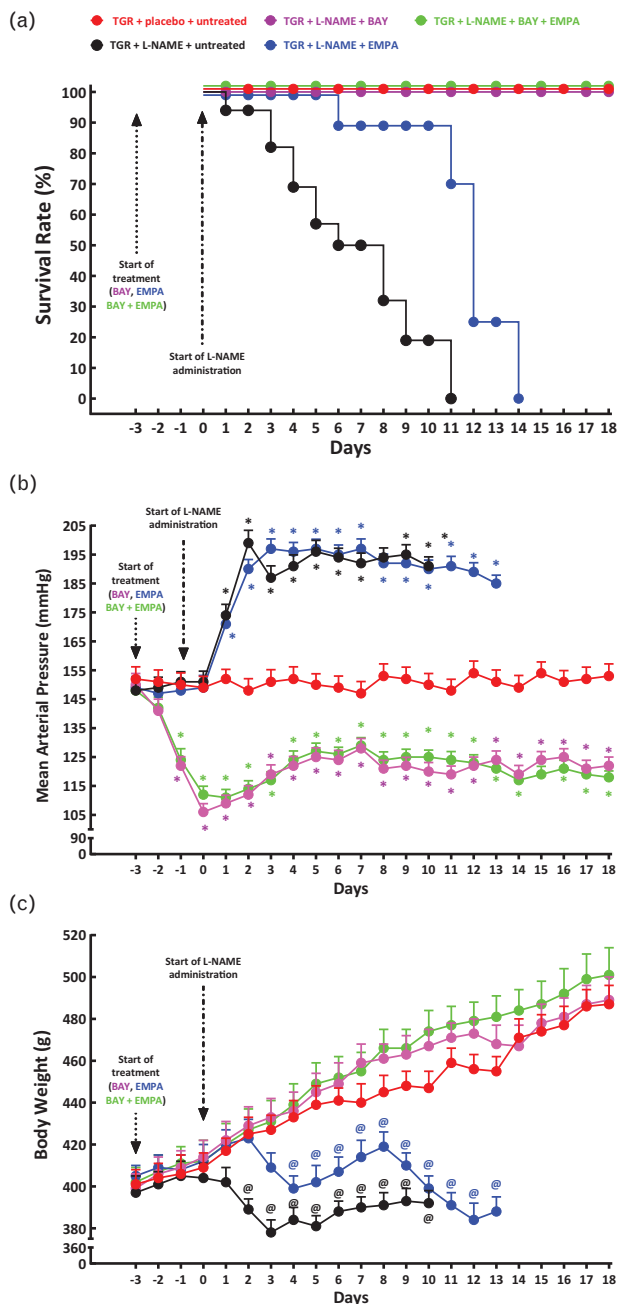 (a)
TGR + placebo + untreated
TGR + L-NAME + BAY
TGR + L-NAME + BAY + EMPA
TGR + L-NAME + untreated
TGR + L-NAME + EMPA
Survival Rate (%)
100
90
80
70
60
50
40
30
20
10
0
Start of
treatment
(BAY, EMPA
BAY + EMPA)
Start of L-NAME
administration
-3 -2 -1 0 1 2 3 4 5 6 7 8 9 10 11 12 13 14 15 16 17 18
Days
(b)
Mean Arterial Pressure (mmHg)
205
195
185
175
165
155
145
135
125
115
105
90
0
Start of L-NAME
administration
Start of
treatment
(BAY, EMPA
BAY + EMPA)
-3 -2 -1 0 1 2 3 4 5 6 7 8 9 10 11 12 13 14 15 16 17 18
Days
(c)
Body Weight (g)
520
500
480
460
440
420
400
380
360
0
Start of L-NAME
administration
Start of
treatment
(BAY, EMPA
BAY + EMPA)
@ @ @ @ @ @ @ @ @ @ @
@ @ @ @ @ @ @ @ @
-3 -2 -1 0 1 2 3 4 5 6 7 8 9 10 11 12 13 14 15 16 17 18
Days